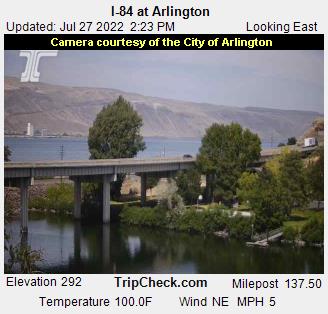 I-84 at Arlington
Updated: Jul 27 2022 2:23 PM Looking East
Camera courtesy of the City of Arlington
Elevation 292 TripCheck.com Milepost 137.50
Temperature 100.0F Wind NE MPH 5